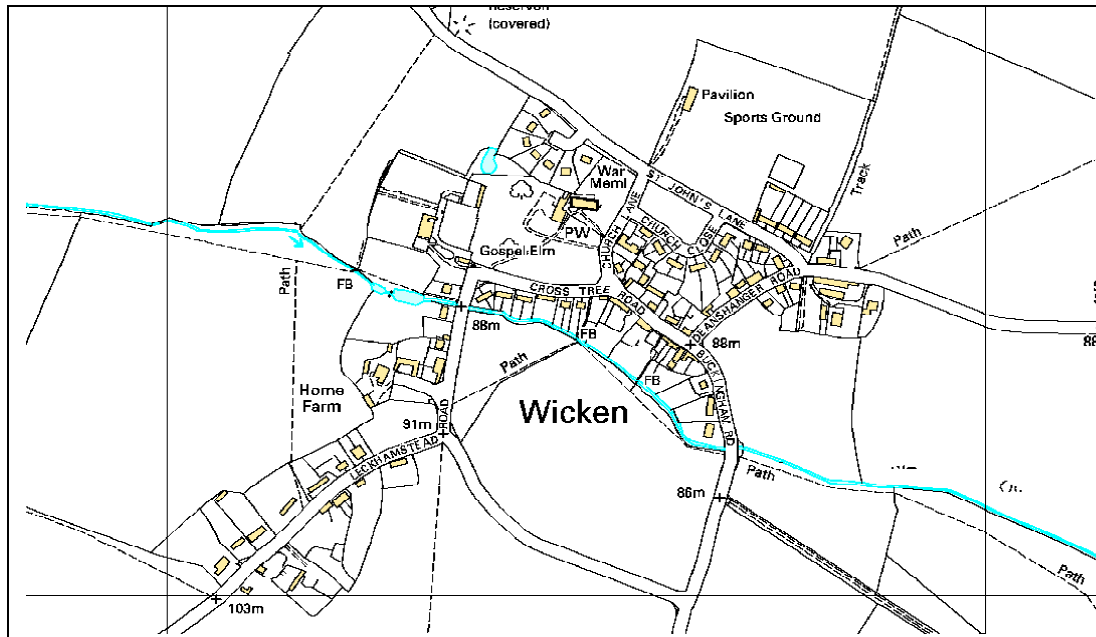 (covered)
Pavilion
Sports Ground
War
Meml
PW
ST JOHN'S LANE
Track
Path
CHURCH LANE
CHURCH
CLOSE
Gospel Elm
FB
Path
CROSS TREE ROAD
DEANSHANGER ROAD
88m
FB
88m
BUCKINGHAM RD
Path
FB
Home
Farm
Wicken
91m
LECKHAMSTEAD ROAD
Path
86m
Path
103m